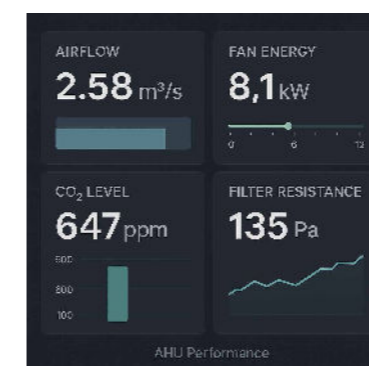 AIRFLOW
2.58 m³/s
FAN ENERGY
8,1 kW
0 6 12
CO₂ LEVEL
647 ppm
600
800
100
FILTER RESISTANCE
135 Pa
AHU Performance